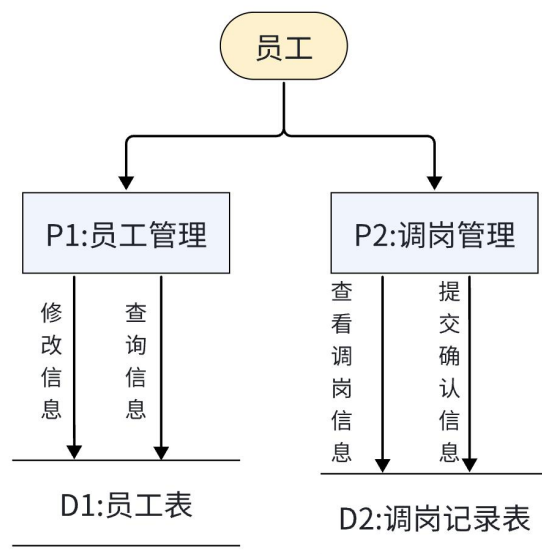 员工
P1:员工管理
P2:调岗管理
修改信息
查询信息
查看调岗信息
提交确认信息
D1:员工表
D2:调岗记录表